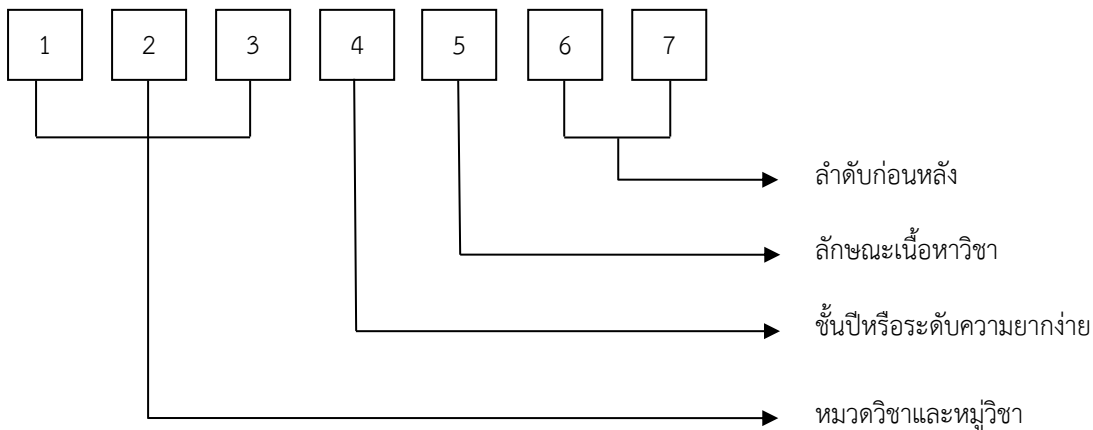 1 2 3 4 5 6 7
ลำดับก่อนหลัง
ลักษณะเนื้อหาวิชา
ชั้นปีหรือระดับความยากง่าย
หมวดวิชาและหมู่วิชา